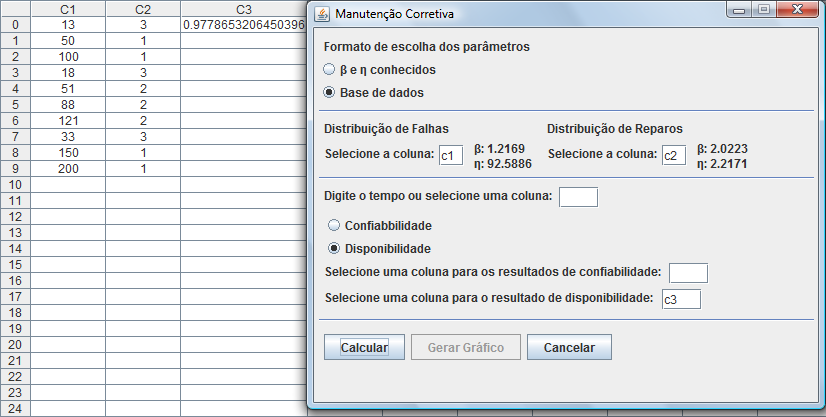 C1 C2 C3
0 13 3 0.9778653206450396
1 50 1
2 100 1
3 18 3
4 51 2
5 88 2
6 121 2
7 33 3
8 150 1
9 200 1
10
11
12
13
14
15
16
17
18
19
20
21
22
23
24
Manutenção Corretiva
Formato de escolha dos parâmetros
β e η conhecidos
Base de dados
Distribuição de Falhas Distribuição de Reparos
Selecione a coluna: c1 β: 1.2169 Selecione a coluna: c2 β: 2.0223
η: 92.5886 η: 2.2171
Digite o tempo ou selecione uma coluna:
Confiabbilidade
Disponibilidade
Selecione uma coluna para os resultados de confiabilidade:
Selecione uma coluna para o resultado de disponibilidade: c3
Calcular Gerar Gráfico Cancelar